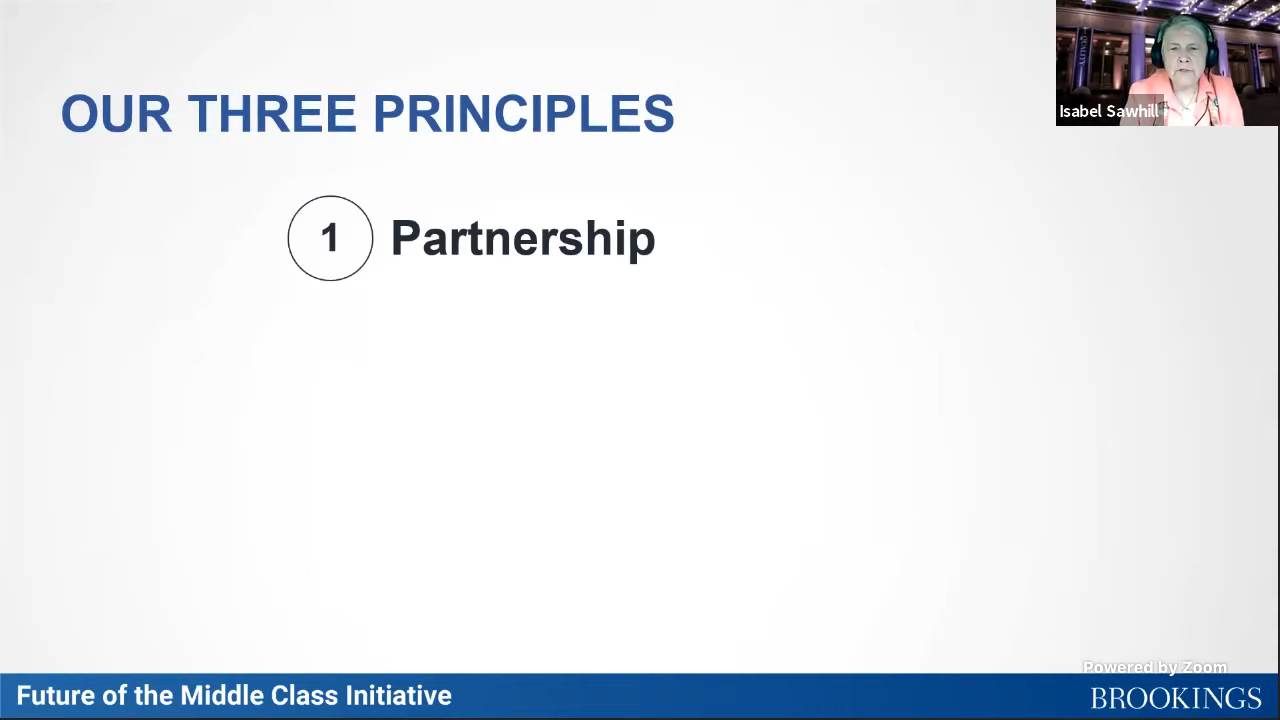 OUR THREE PRINCIPLES
Isabel Sawhill
1 Partnership
Powered by Zoom
Future of the Middle Class Initiative
BROOKINGS